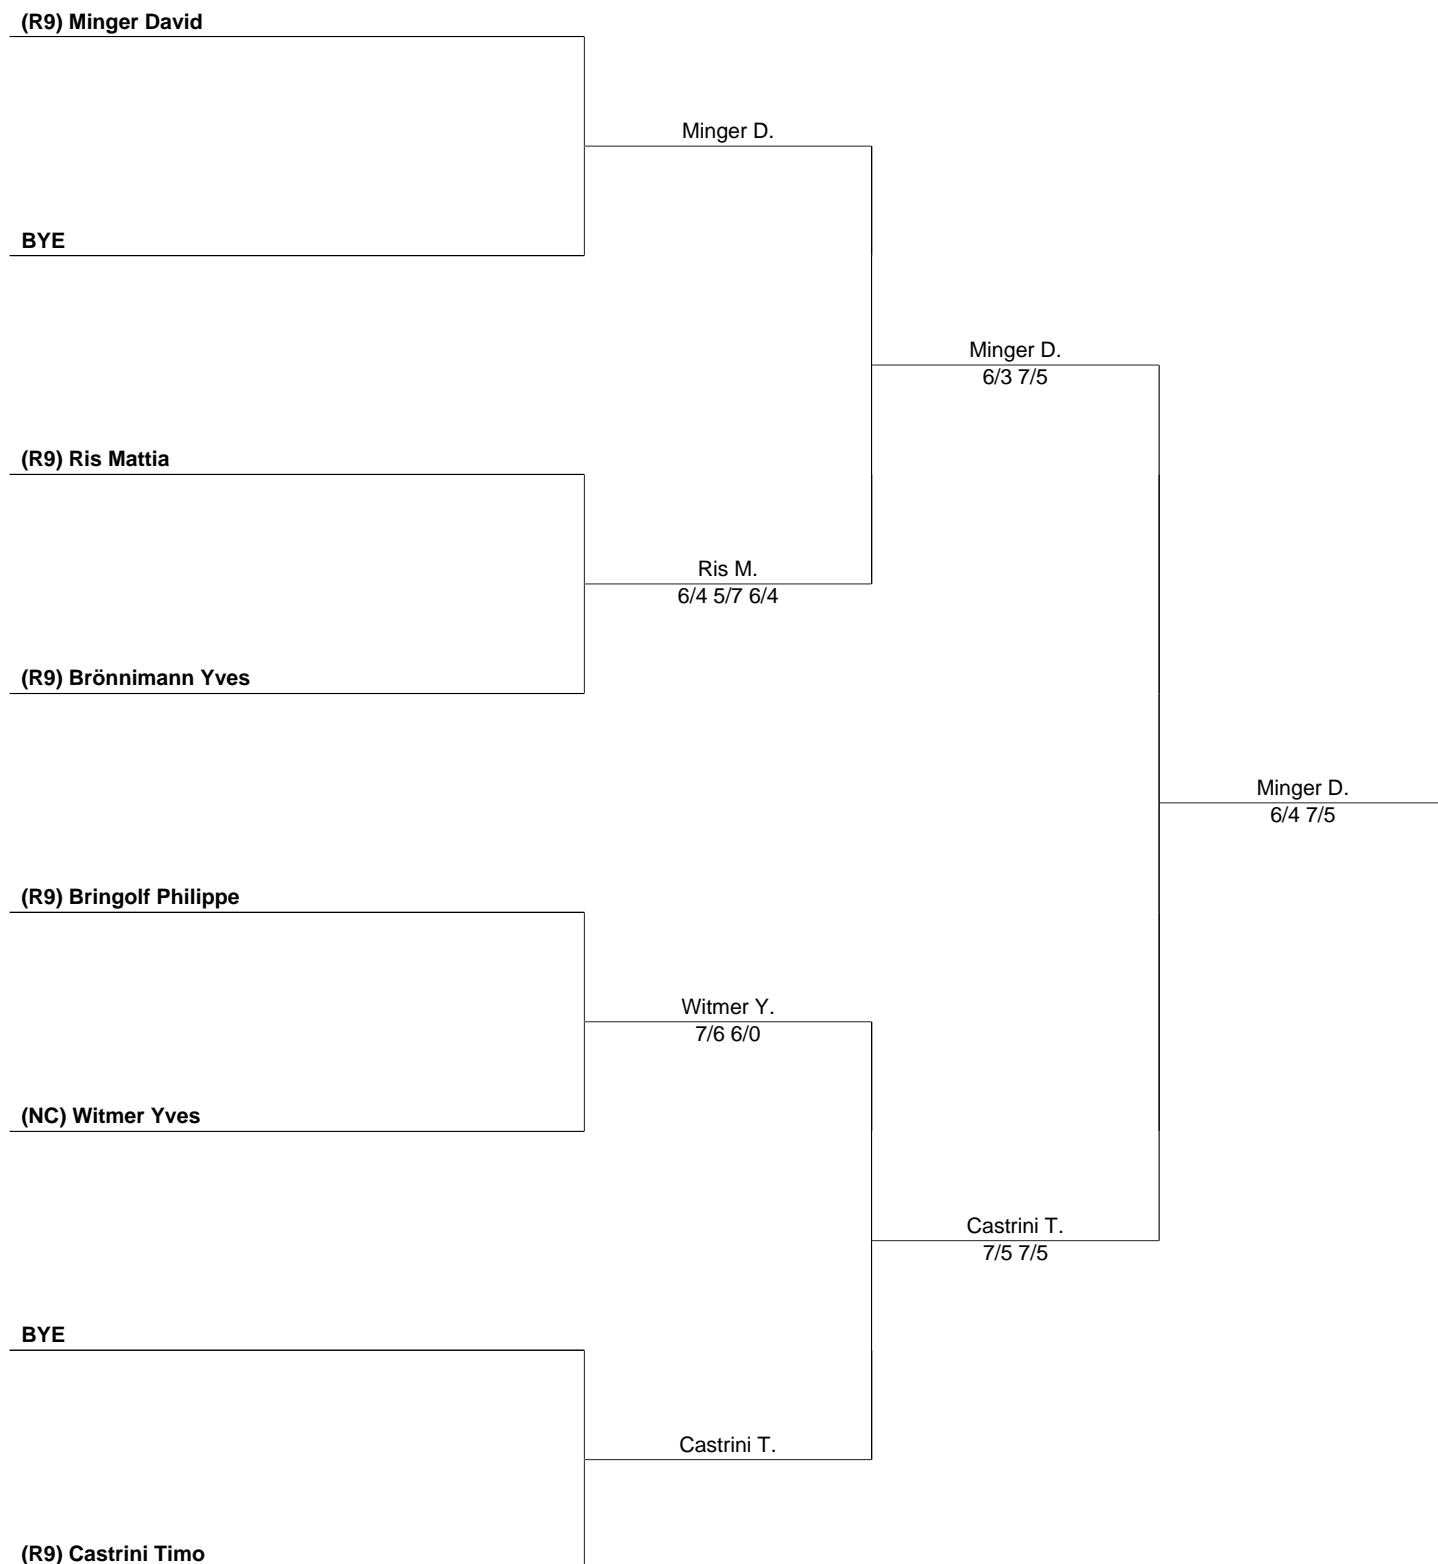 (R9) Minger David
Minger D.
BYE
Minger D.
6/3 7/5
(R9) Ris Mattia
Ris M.
6/4 5/7 6/4
(R9) Brönnimann Yves
Minger D.
6/4 7/5
(R9) Bringolf Philippe
Witmer Y.
7/6 6/0
(NC) Witmer Yves
Castrini T.
7/5 7/5
BYE
Castrini T.
(R9) Castrini Timo